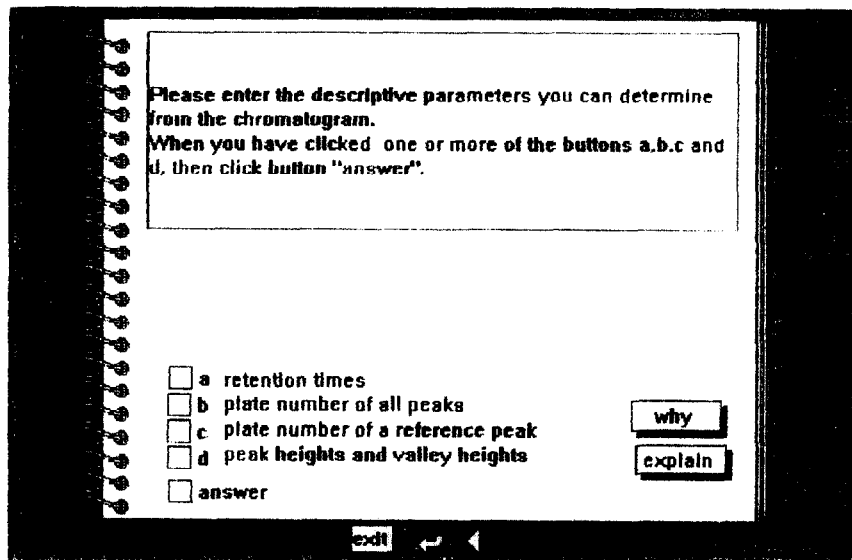 Please enter the descriptive parameters you can determine
from the chromatogram.
When you have clicked one or more of the buttons a,b,c and
d, then click button "answer".
a retention times
b plate number of all peaks
c plate number of a reference peak
d peak heights and valley heights
answer
why
explain
exit